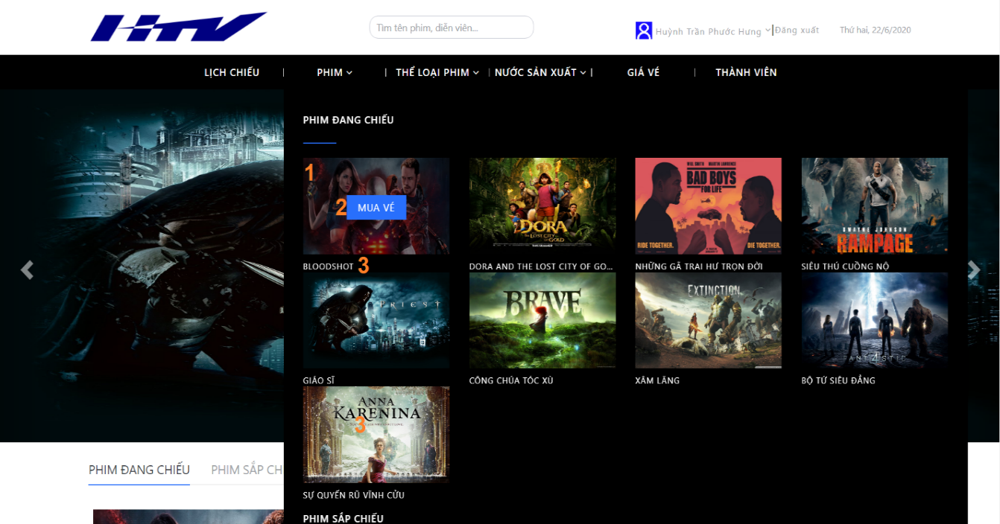 HTV
Tìm tên phim, diễn viên...
Huỳnh Trần Phước Hưng
Đăng xuất
Thứ hai, 22/6/2020
LỊCH CHIẾU | PHIM | THỂ LOẠI PHIM | NƯỚC SẢN XUẤT | GIÁ VÉ | THÀNH VIÊN
PHIM ĐANG CHIẾU
1
2
MUA VÉ
DORA
AND THE LOST CITY OF GOLD
WILL SMITH MARTIN LAWRENCE
BAD BOYS
FOR LIFE
RIDE TOGETHER. DIE TOGETHER.
DWAYNE JOHNSON
RAMPAGE
BLOODSHOT 3
DORA AND THE LOST CITY OF GO...
NHỮNG GÃ TRAI HƯ TRỌN ĐỜI
SIÊU THÚ CUỒNG NỘ
PRIEST
BRAVE
EXTINCTION
FANT4STIC
GIÁO SĨ
CÔNG CHÚA TÓC XÙ
XÂM LĂNG
BỘ TỨ SIÊU ĐẲNG
ANNA
KARENINA
3
SỰ QUYẾN RŨ VĨNH CỬU
PHIM SẮP CHIẾU
PHIM ĐANG CHIẾU
PHIM SẮP CH